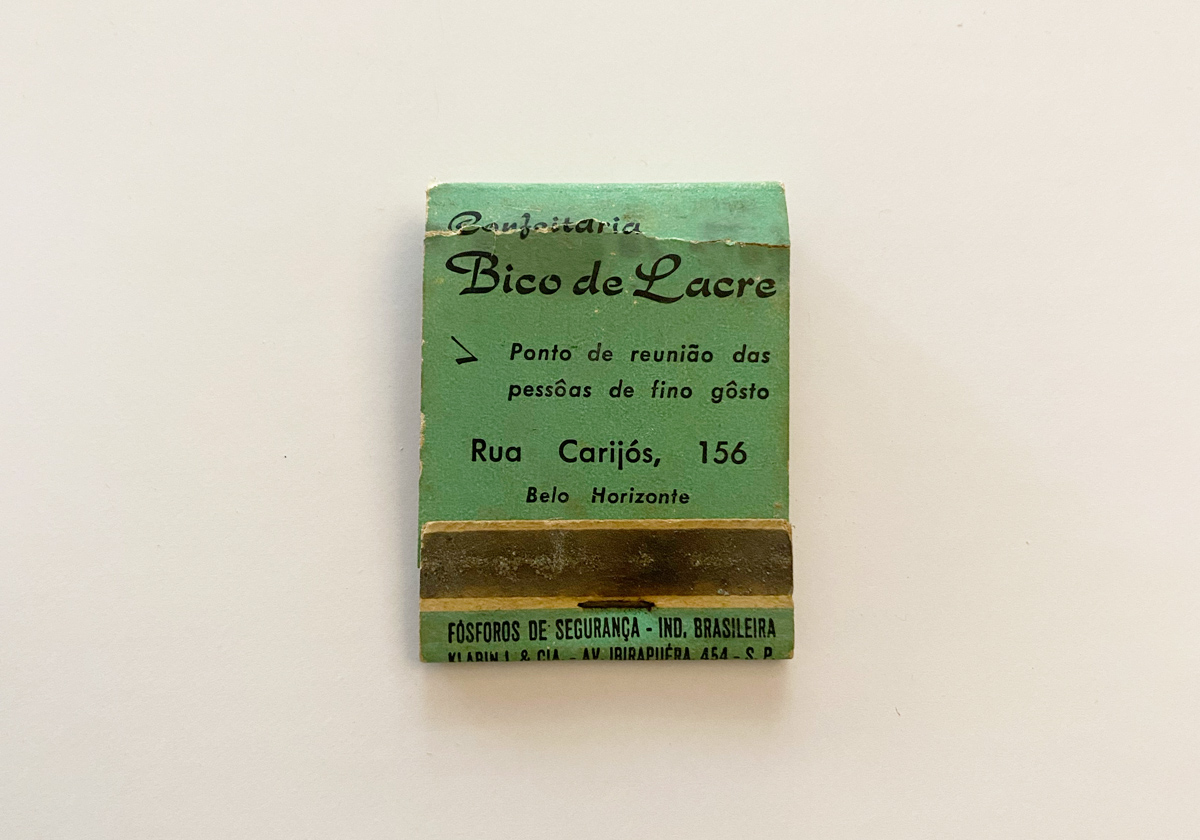 Confeitaria
Bico de Lacre
Ponto de reunião das
pessôas de fino gôsto
Rua Carijós, 156
Belo Horizonte
FÓSFOROS DE SEGURANÇA - IND. BRASILEIRA
KLABIN I. & CIA. - AV. IBIRAPUÉRA, 454 - S. P.